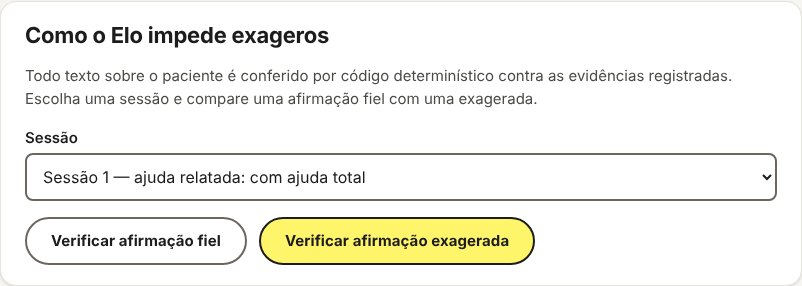 Como o Elo impede exageros
Todo texto sobre o paciente é conferido por código determinístico contra as evidências registradas.
Escolha uma sessão e compare uma afirmação fiel com uma exagerada.
Sessão
Sessão 1 — ajuda relatada: com ajuda total
Verificar afirmação fiel
Verificar afirmação exagerada